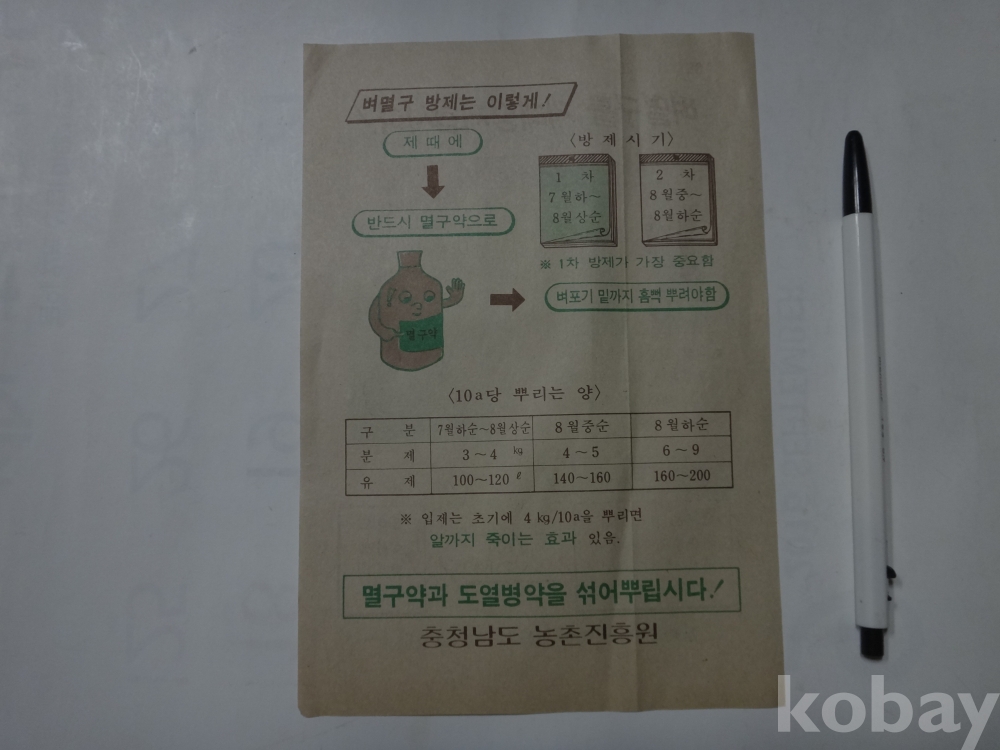 벼멸구 방제는 이렇게!
제때에
〈방제시기〉
1차
7월하~
8월상순
2차
8월중~
8월하순
반드시 멸구약으로
※ 1차 방제가 가장 중요함
벼포기 밑까지 흠뻑 뿌려야함
멸구약
〈10a당 뿌리는 양〉
구분 7월하순~8월상순 8월중순 8월하순
분제 3~4 kg 4~5 6~9
유제 100~120 ℓ 140~160 160~200
※ 입제는 초기에 4kg/10a을 뿌리면
알까지 죽이는 효과 있음.
멸구약과 도열병약을 섞어뿌립시다!
충청남도 농촌진흥원
kobay